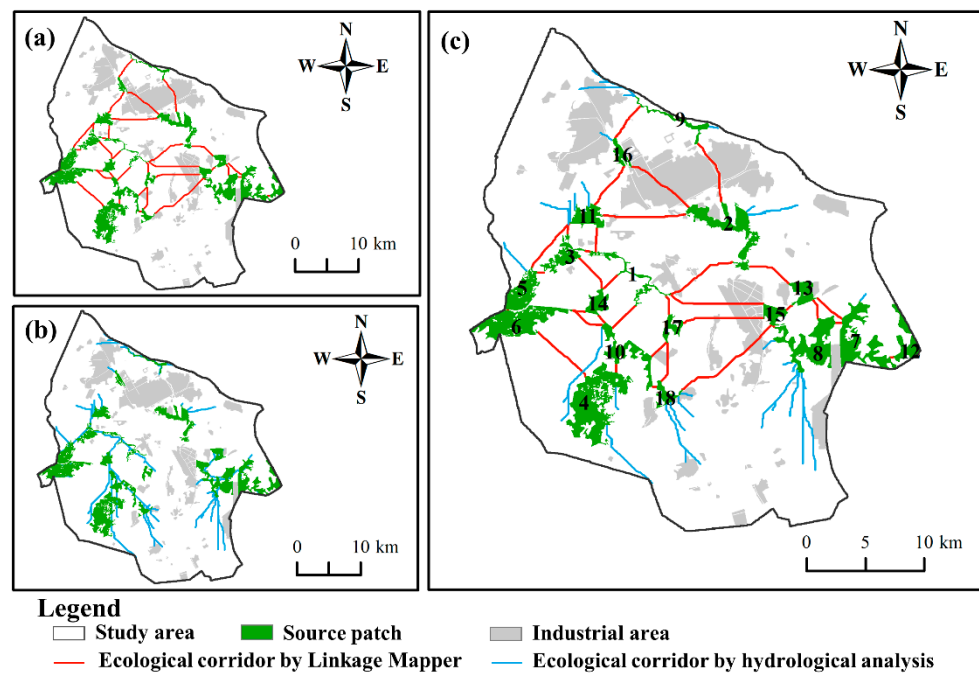 (a)
N
W E
S
0 10 km
(b)
N
W E
S
0 10 km
(c)
N
W E
S
9
16
11
2
3
1
5
14
13
6
15
17
7
10
8
12
4
18
0 5 10 km
Legend
Study area Source patch Industrial area
Ecological corridor by Linkage Mapper Ecological corridor by hydrological analysis